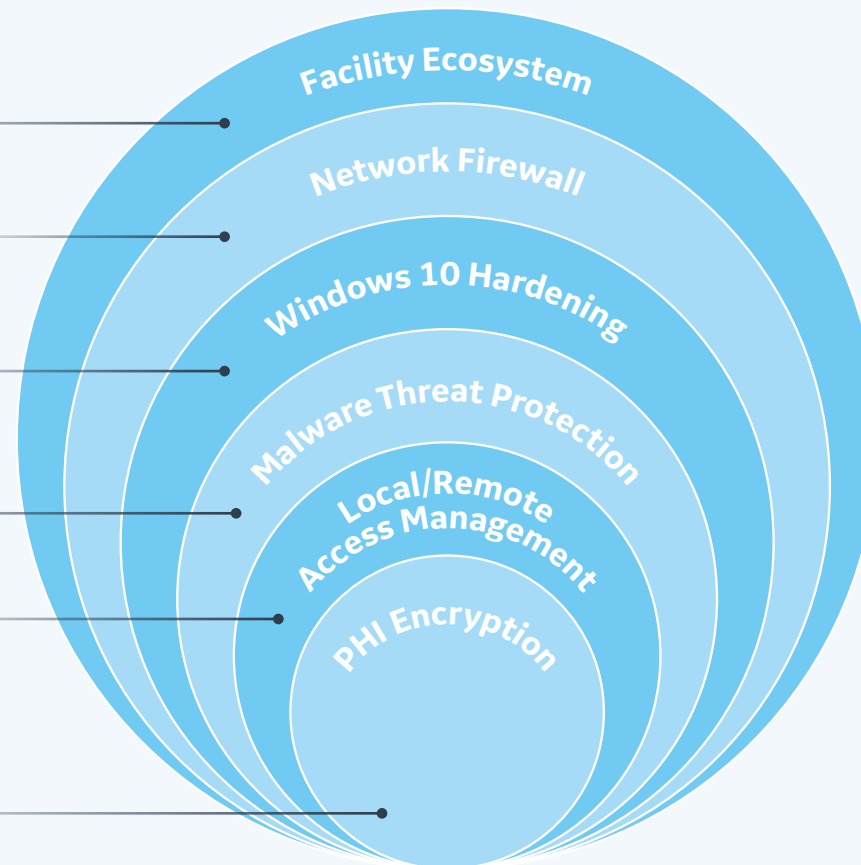 Facility Ecosystem
Network Firewall
Windows 10 Hardening
Malware Threat Protection
Local/Remote
Access Management
PHI Encryption